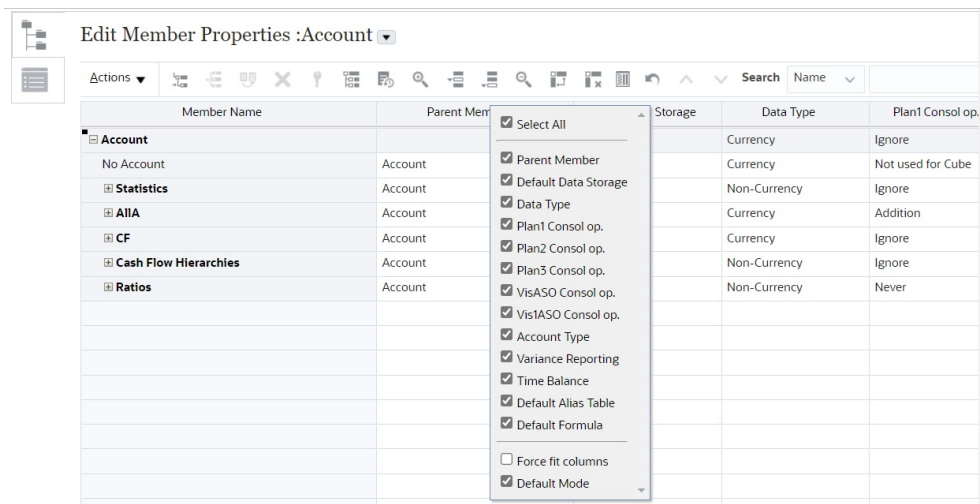 Edit Member Properties :Account
Actions Search Name
Member Name Parent Mem Storage Data Type Plan1 Consol op.
Account Currency Ignore
No Account Account Currency Not used for Cube
Statistics Account Non-Currency Ignore
AllA Account Currency Addition
CF Account Currency Ignore
Cash Flow Hierarchies Account Non-Currency Ignore
Ratios Account Non-Currency Never
Select All
Parent Member
Default Data Storage
Data Type
Plan1 Consol op.
Plan2 Consol op.
Plan3 Consol op.
VisASO Consol op.
Vis1ASO Consol op.
Account Type
Variance Reporting
Time Balance
Default Alias Table
Default Formula
Force fit columns
Default Mode